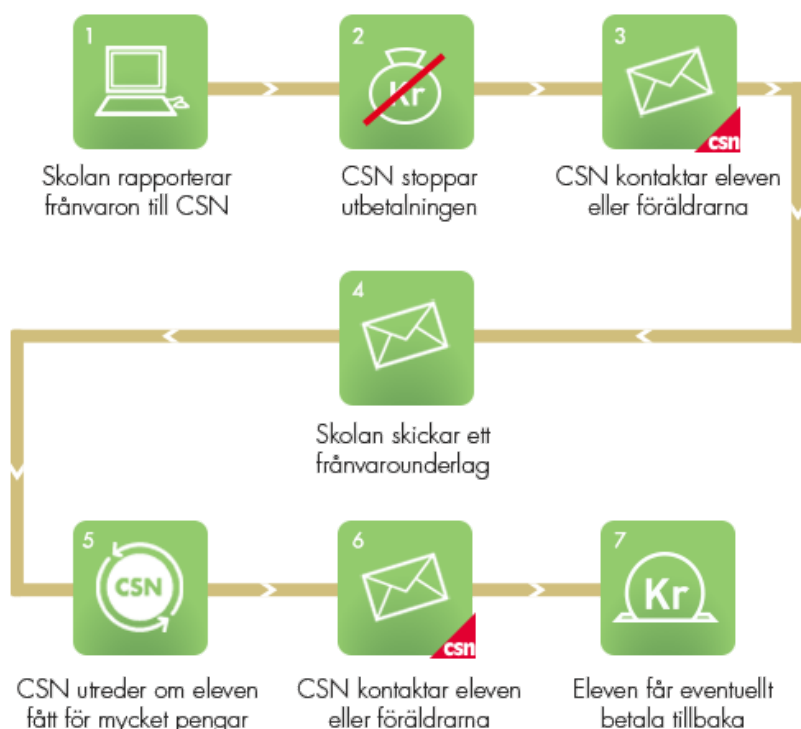 1
Skolan rapporterar
frånvaron till CSN
2
Kr
CSN stoppar
utbetalningen
3
csn
CSN kontaktar eleven
eller föräldrarna
4
Skolan skickar ett
frånvarounderlag
5
CSN
CSN utreder om eleven
fått för mycket pengar
6
csn
CSN kontaktar eleven
eller föräldrarna
7
Kr
Eleven får eventuellt
betala tillbaka